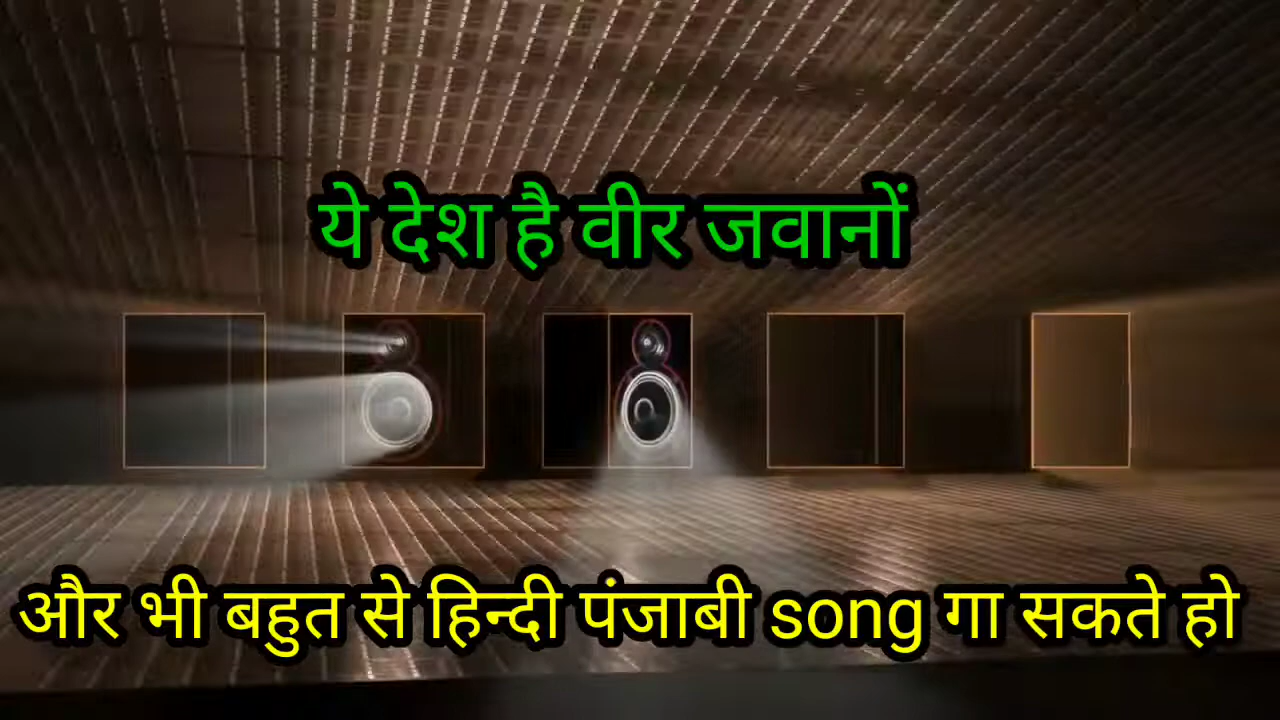 ये देश है वीर जवानों
और भी बहुत से हिन्दी पंजाबी song गा सकते हो